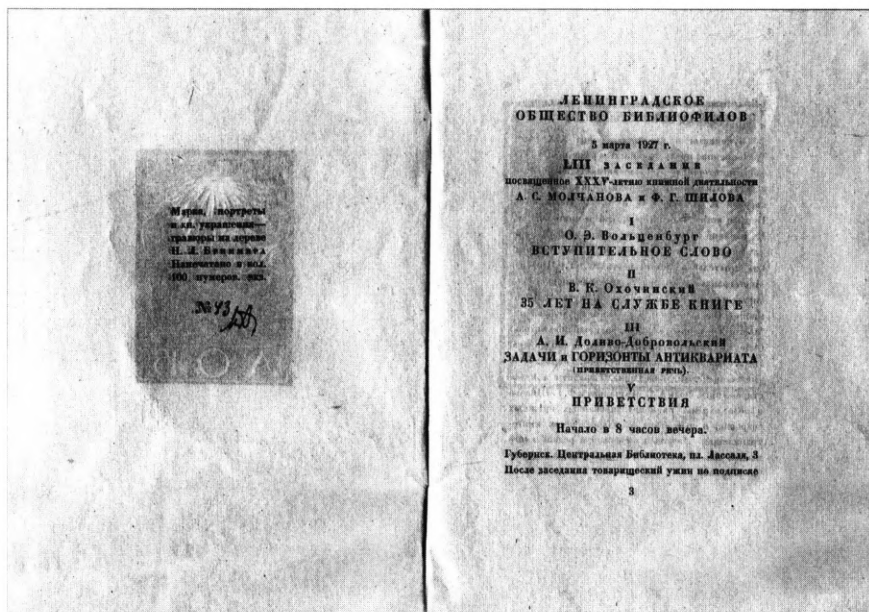 Марка, портреты
и кн. украшения—
гравюры на дереве
Напечатано в кол.
100 нумеров. экз.
№ 43
ЛЕНИНГРАДСКОЕ
ОБЩЕСТВО БИБЛИОФИЛОВ
5 марта 1927 г.
LIII ЗАСЕДАНИЕ
посвященное XXXV-летию книжной деятельности
А. С. МОЛЧАНОВА и Ф. Г. ШИЛОВА
I
О. Э. Вольценбург
ВСТУПИТЕЛЬНОЕ СЛОВО
II
В. К. Охочинский
35 ЛЕТ НА СЛУЖБЕ КНИГЕ
III
А. И. Доливо-Добровольский
ЗАДАЧИ и ГОРИЗОНТЫ АНТИКВАРИАТА
(ПРИВЕТСТВЕННАЯ РЕЧЬ).
V
ПРИВЕТСТВИЯ
Начало в 8 часов вечера.
Губернск. Центральная Библиотека, пл. Лассаля, 3
После заседания товарищеский ужин по подписке
3